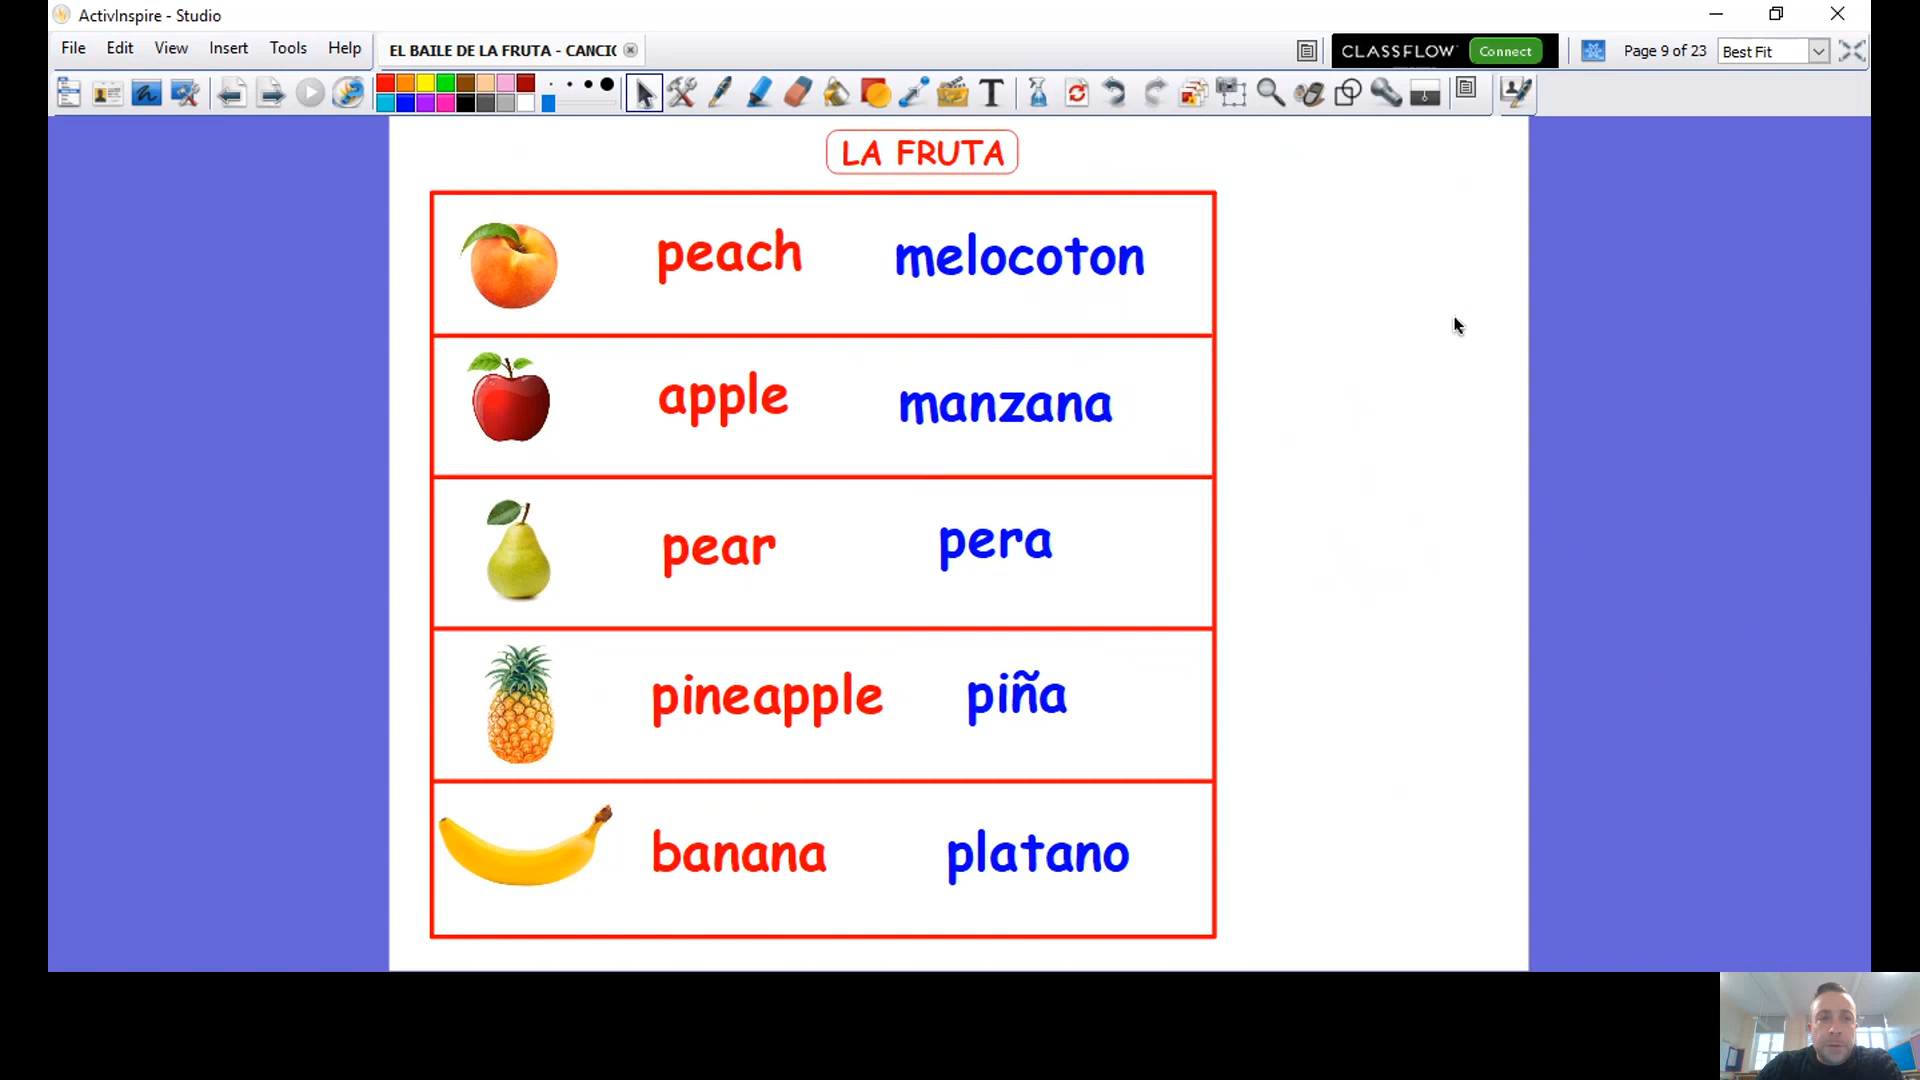 ActivInspire - Studio
File Edit View Insert Tools Help
EL BAILE DE LA FRUTA - CANCIC
CLASSFLOW Connect
Page 9 of 23 Best Fit
T
LA FRUTA
peach melocoton
apple manzana
pear pera
pineapple piña
banana platano